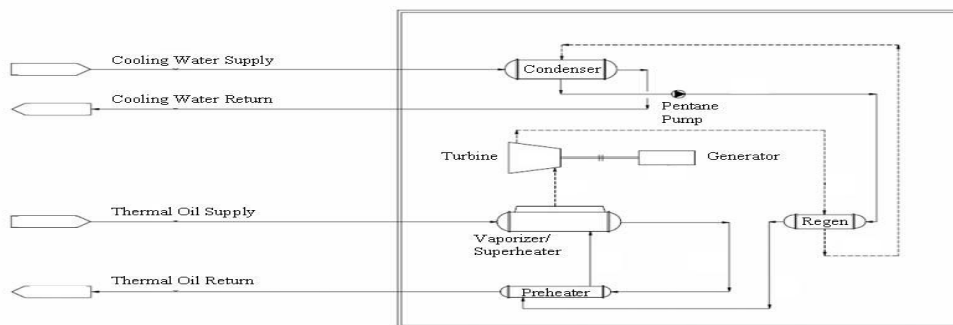 Cooling Water Supply
Condenser
Cooling Water Return
Pentane
Pump
Turbine
Generator
Thermal Oil Supply
Regen
Vaporizer/
Superheater
Thermal Oil Return
Preheater